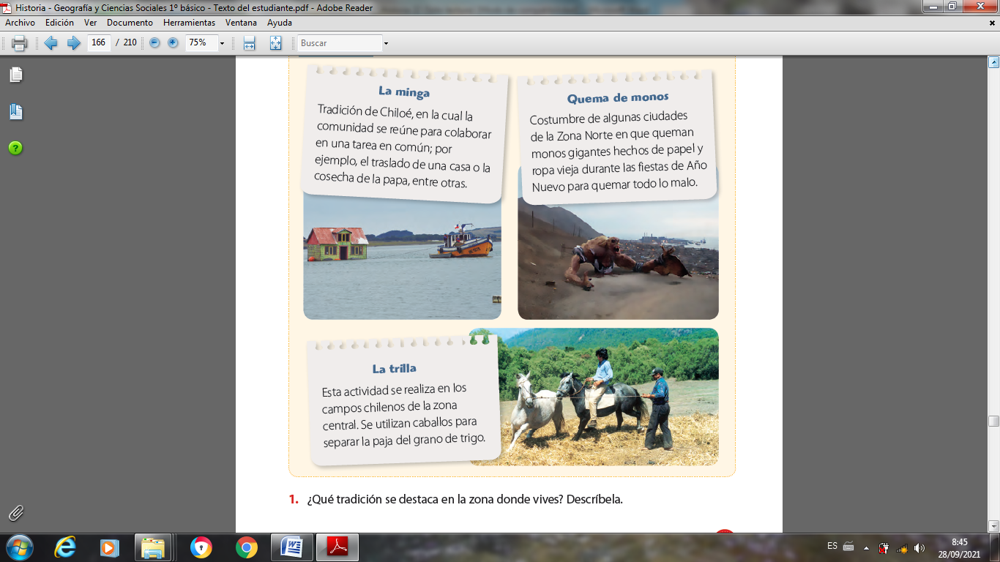 Historia - Geografía y Ciencias Sociales 1º básico - Texto del estudiante.pdf - Adobe Reader
Archivo Edición Ver Documento Herramientas Ventana Ayuda
166 / 210 75% Buscar
La minga
Tradición de Chiloé, en la cual la
comunidad se reúne para colaborar
en una tarea en común; por
ejemplo, el traslado de una casa o la
cosecha de la papa, entre otras.
Quema de monos
Costumbre de algunas ciudades
de la Zona Norte en que queman
monos gigantes hechos de papel y
ropa vieja durante las fiestas de Año
Nuevo para quemar todo lo malo.
La trilla
Esta actividad se realiza en los
campos chilenos de la zona
central. Se utilizan caballos para
separar la paja del grano de trigo.
1. ¿Qué tradición se destaca en la zona donde vives? Descríbela.
ES
8:45
28/09/2021